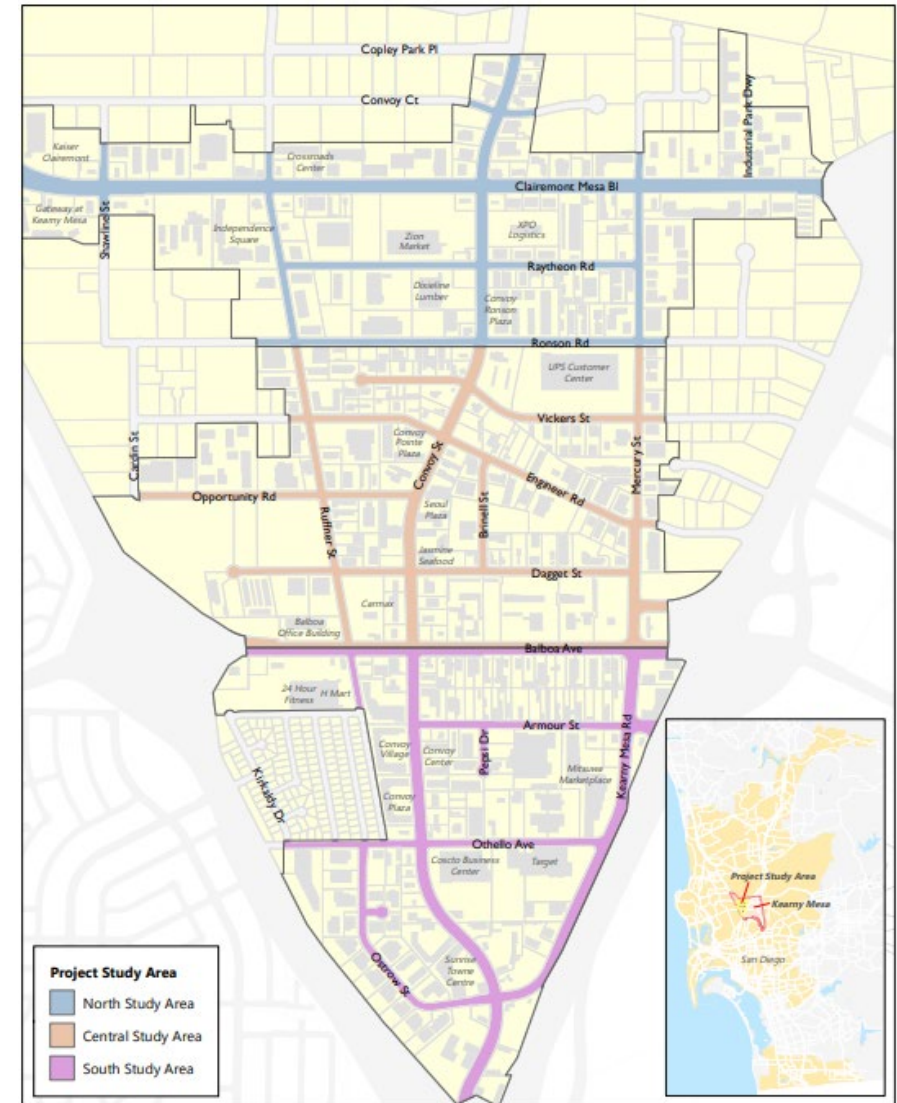 Copley Park Pl
Convoy Ct
Industrial Park Dwy
Kaiser
Clairemont
Crossroads
Center
Clairemont Mesa Bl
Gateway at
Kearny Mesa
Shawline St
Independence
Square
Zion
Market
XPO
Logistics
Raytheon Rd
Dixieline
Lumber
Convoy
Ronson
Plaza
Ronson Rd
UPS Customer
Center
Vickers St
Cardin St
Convoy
Pointe
Plaza
Convoy St
Mercury St
Engineer Rd
Opportunity Rd
Ruffner St
Seoul
Plaza
Brinell St
Jasmine
Seafood
Dagget St
Carmax
Balboa
Office Building
Balboa Ave
24 Hour
Fitness
H Mart
Armour St
Convoy
Village
Convoy
Center
Pepsi Dr
Kearny Mesa Rd
Mitsuwa
Marketplace
Kirkcaldy Dr
Convoy
Plaza
Othello Ave
Costco Business
Center
Target
Ostrow St
Sunrise
Towne
Centre
Project Study Area
North Study Area
Central Study Area
South Study Area
Project Study Area
Kearny Mesa
San Diego